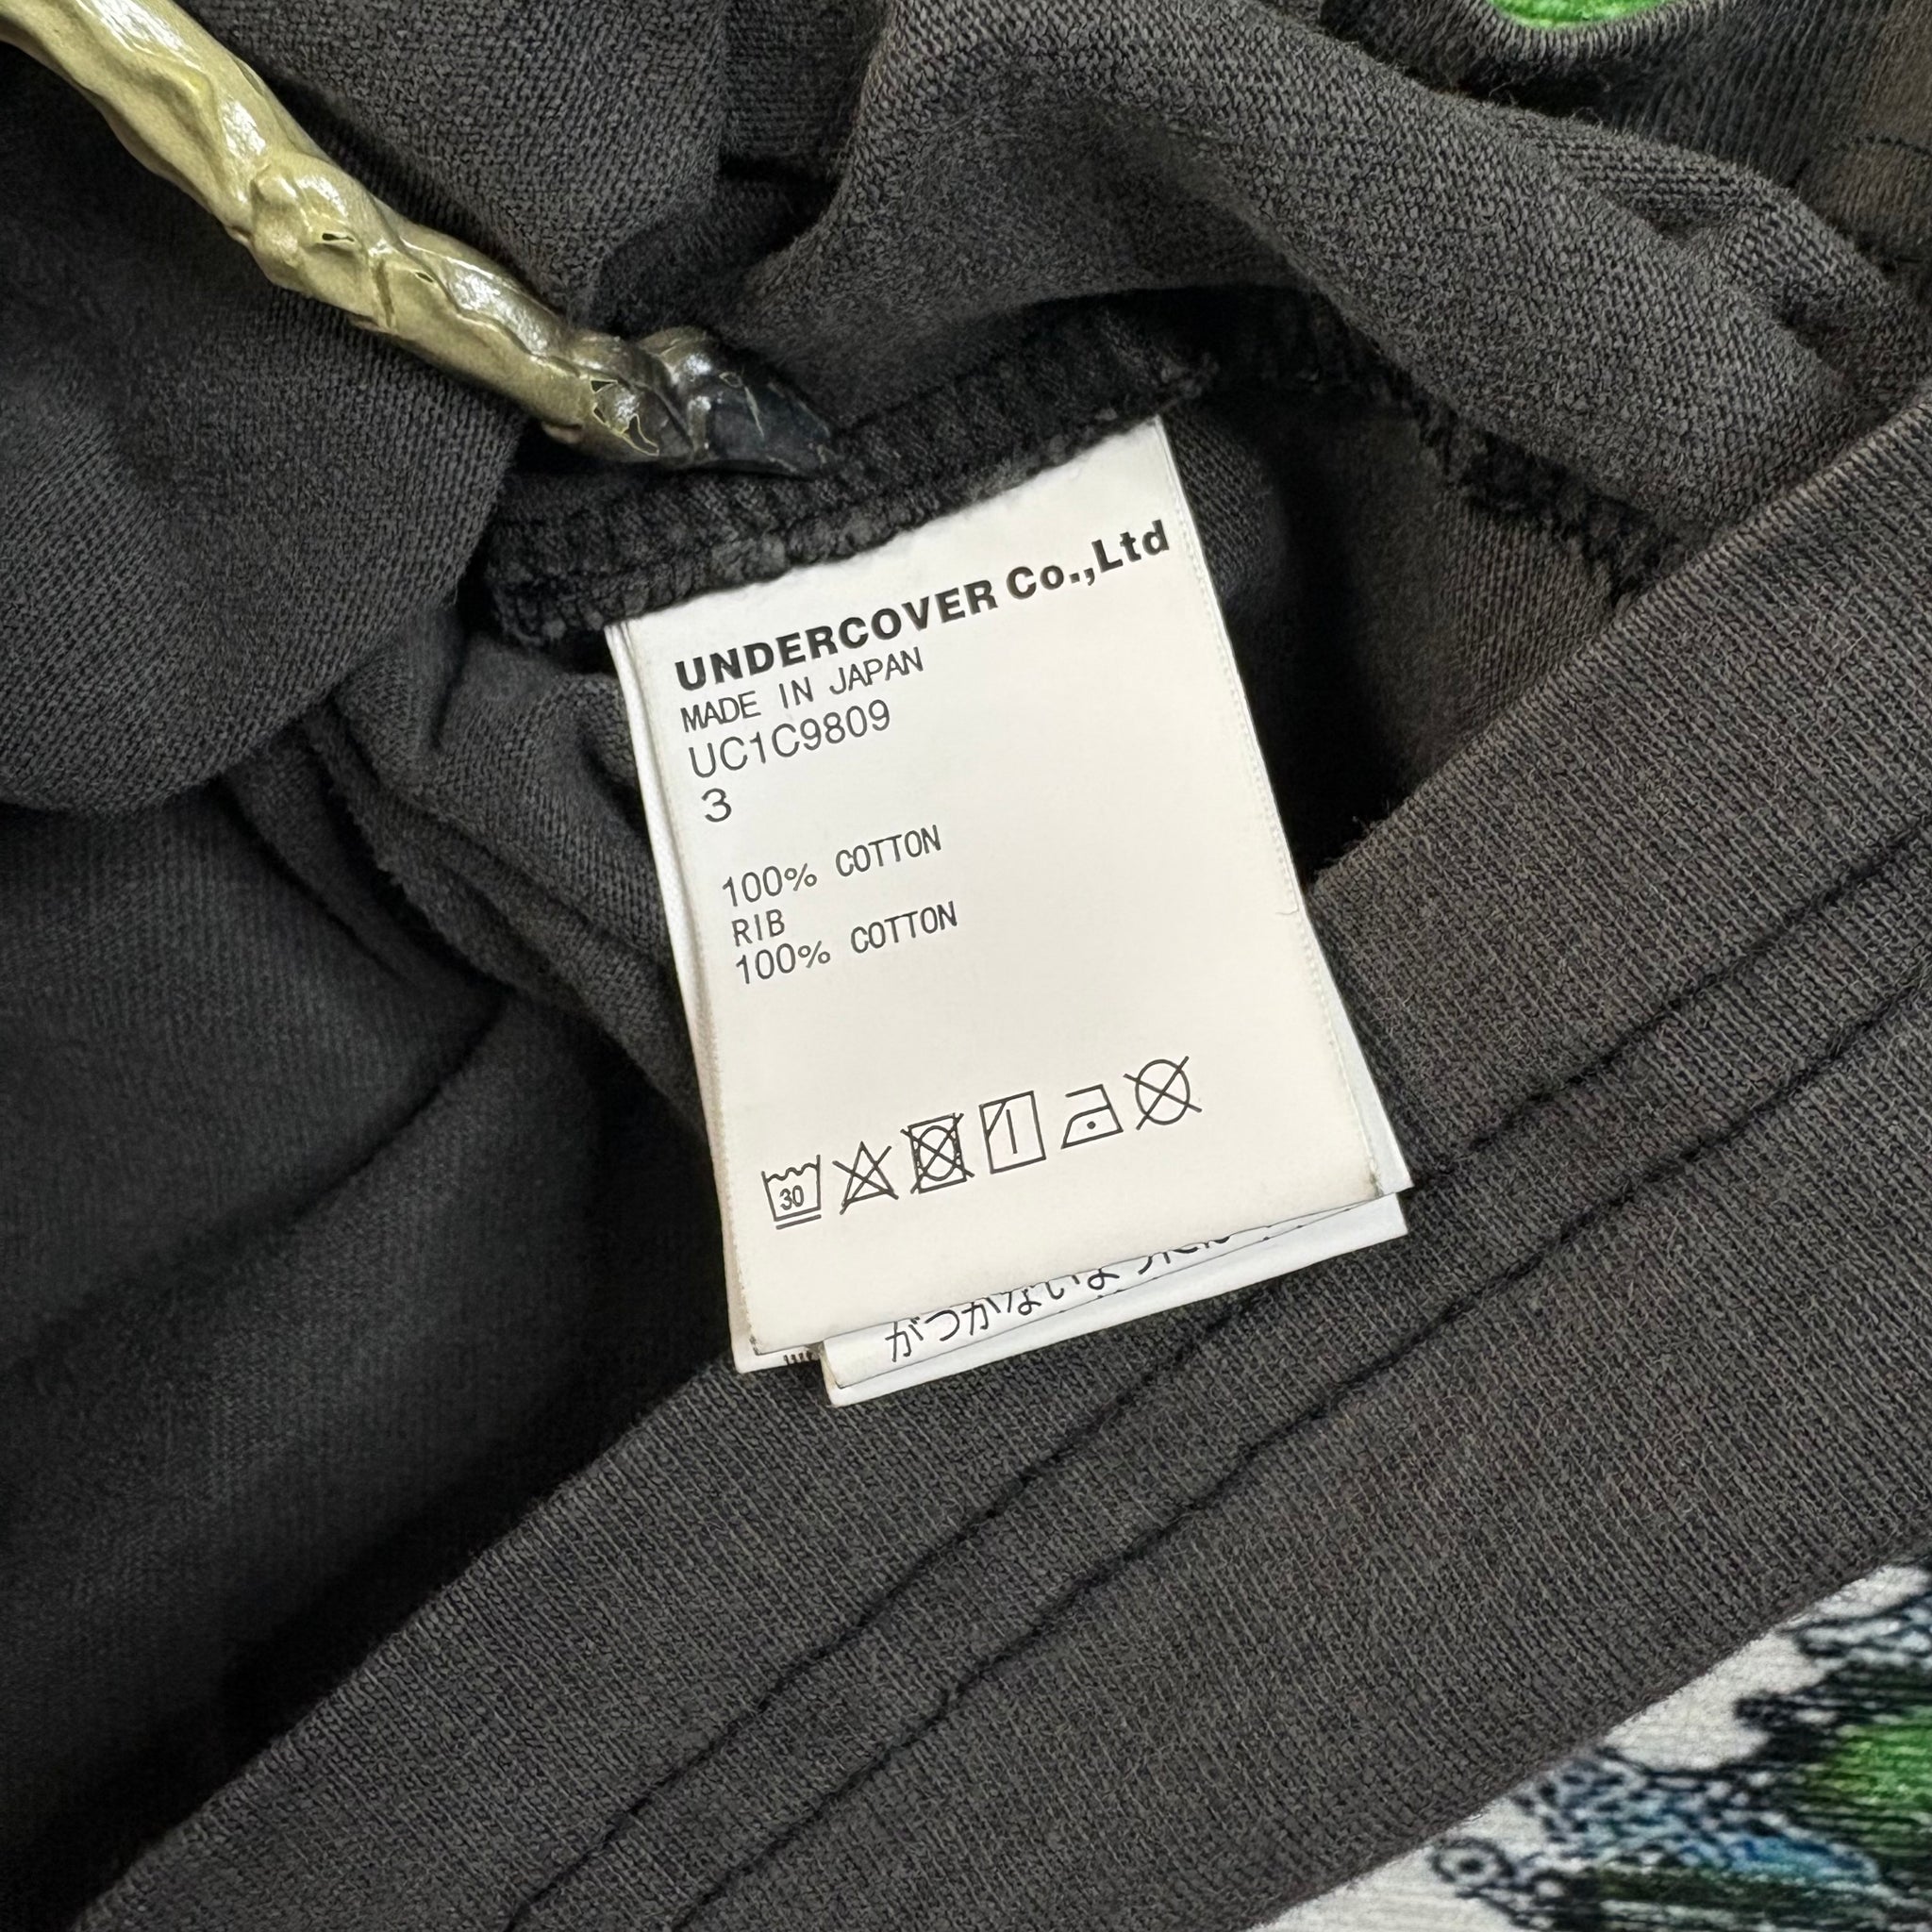 UNDERCOVER Co.,Ltd
MADE IN JAPAN
UC1C9809
3
100% COTTON
RIB
100% COTTON
30
がつかないように